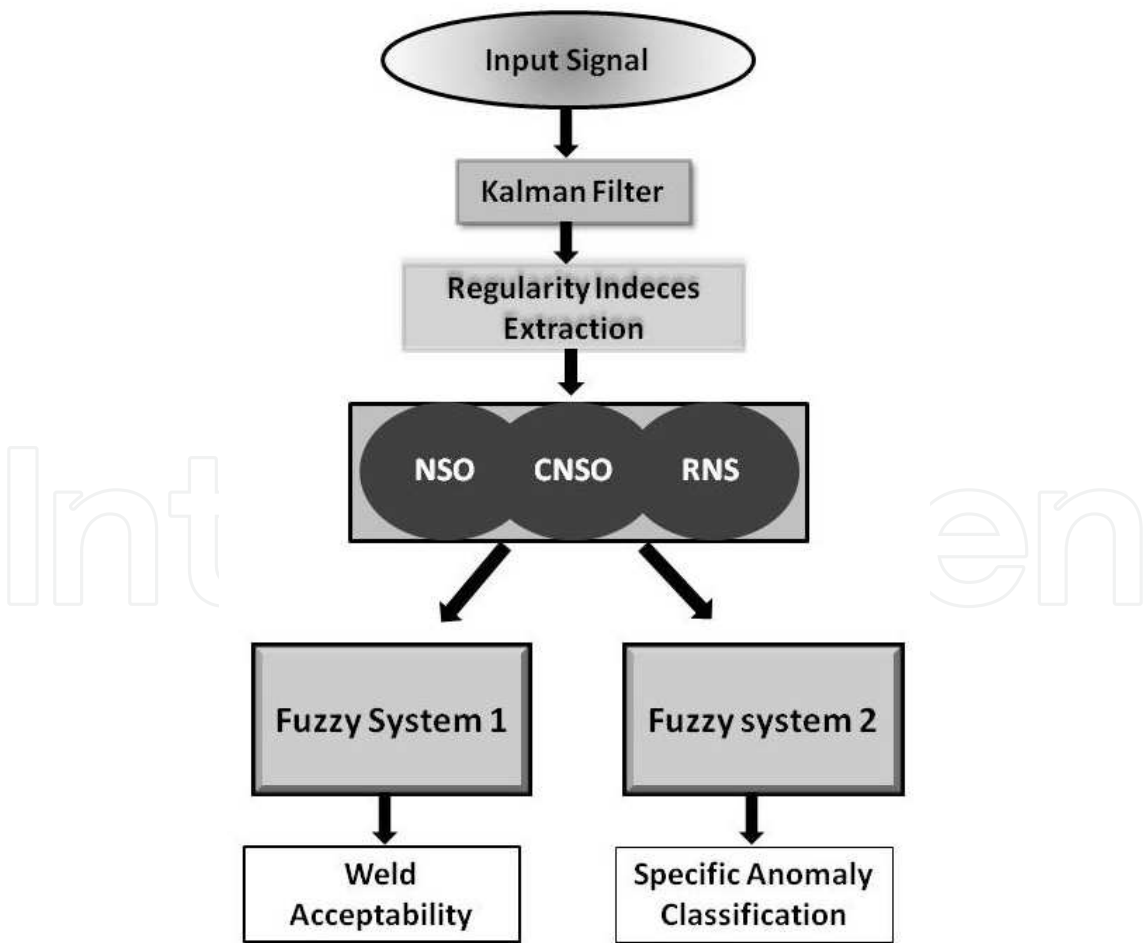 Input Signal
Kalman Filter
Regularity Indeces
Extraction
NSO CNSO RNS
Fuzzy System 1 Fuzzy system 2
Weld
Acceptability
Specific Anomaly
Classification